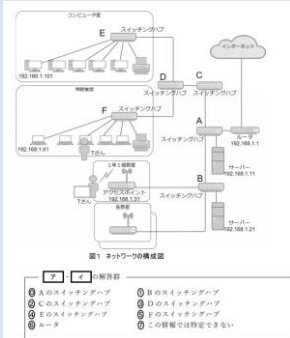 コンピュータ室
E
スイッチングハブ
192.168.1.101
インターネット
D
スイッチングハブ
C
スイッチングハブ
F
スイッチングハブ
192.168.1.81
Tさん
A
スイッチングハブ
ルータ
192.168.1.1
サーバー
192.168.1.11
1年1組教室
アクセスポイント
192.168.1.31
Tさん
B
スイッチングハブ
サーバー
192.168.1.21
各教室
図1 ネットワークの構成図
ア ・ イ の解答群
⓪ Aのスイッチングハブ
① Bのスイッチングハブ
② Cのスイッチングハブ
③ Dのスイッチングハブ
④ Eのスイッチングハブ
⑤ Fのスイッチングハブ
⑥ ルータ
⑦ この情報では特定できない